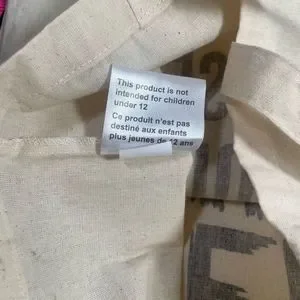 This product is not
intended for children
under 12
Ce produit n'est pas
destiné aux enfants
plus jeunes de 12 ans